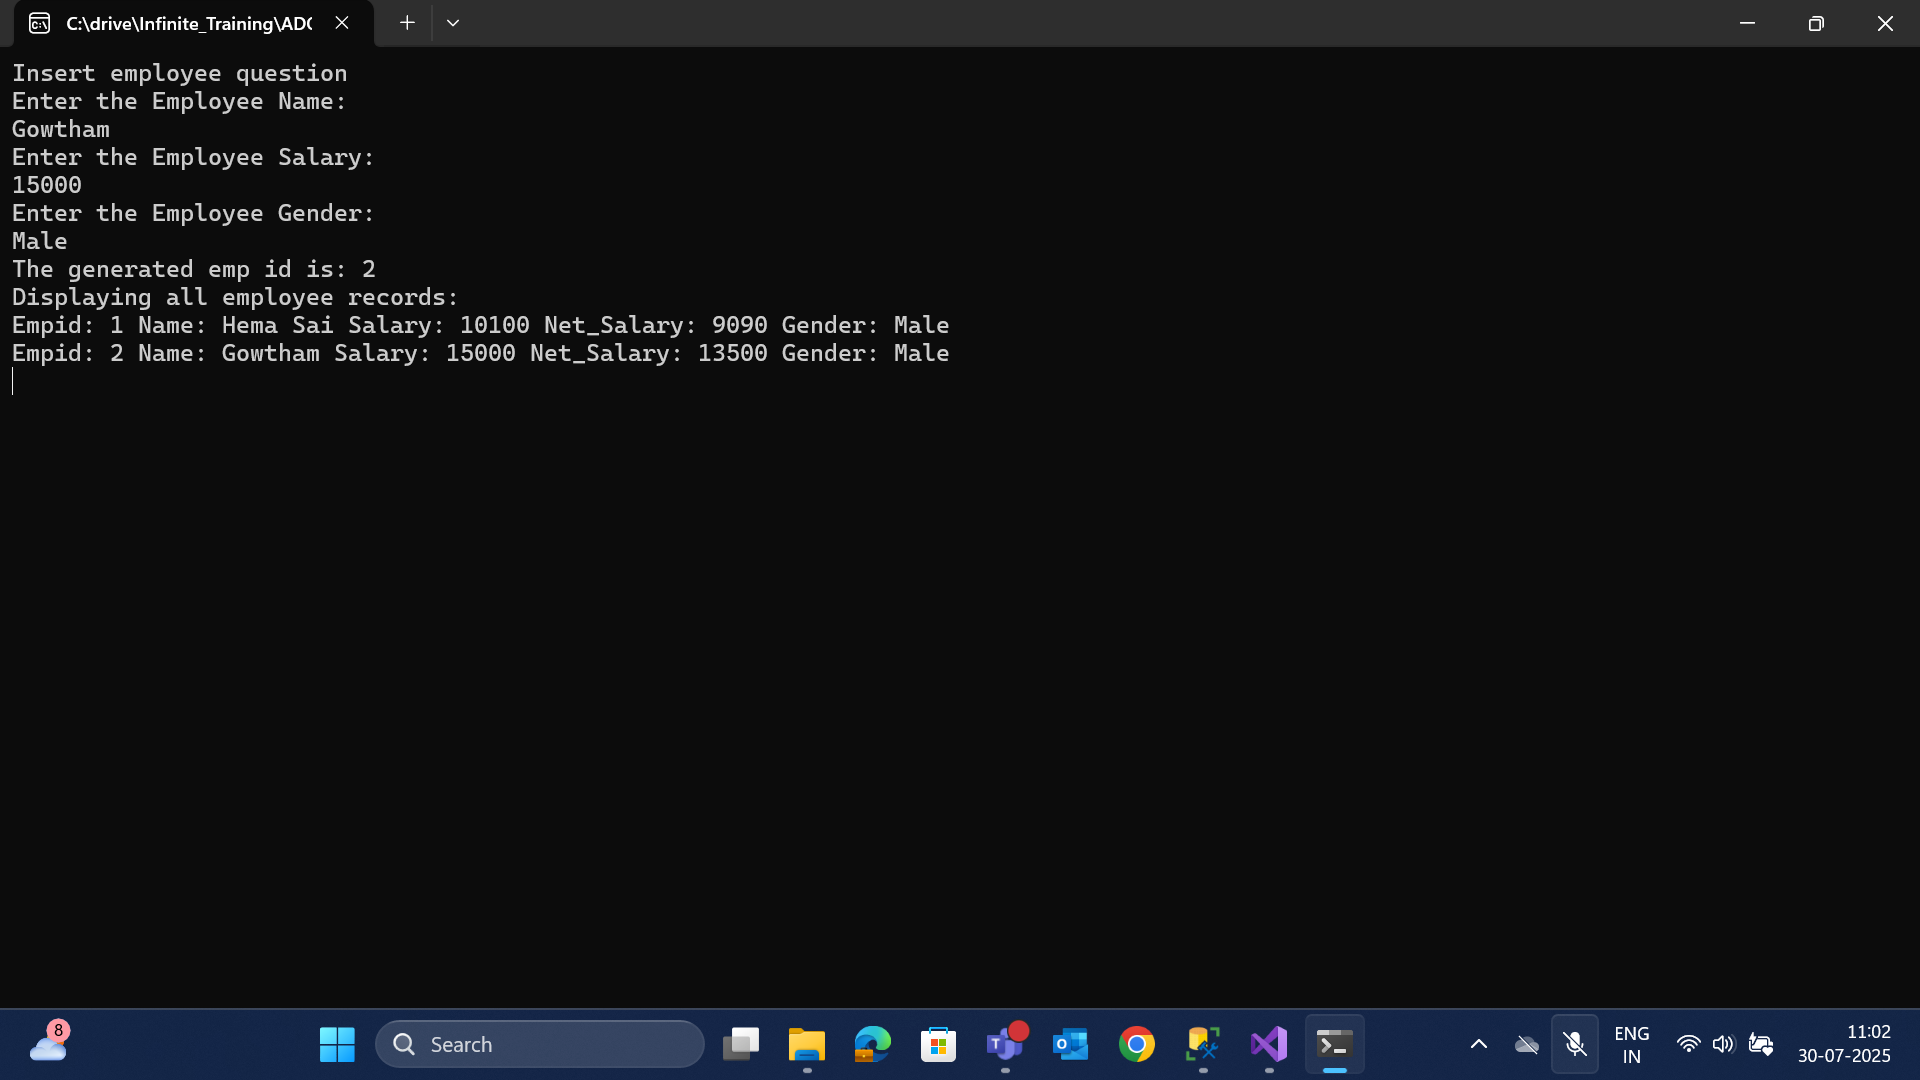 C:\drive\Infinite_Training\ADO
Insert employee question
Enter the Employee Name:
Gowtham
Enter the Employee Salary:
15000
Enter the Employee Gender:
Male
The generated emp id is: 2
Displaying all employee records:
Empid: 1 Name: Hema Sai Salary: 10100 Net_Salary: 9090 Gender: Male
Empid: 2 Name: Gowtham Salary: 15000 Net_Salary: 13500 Gender: Male
8
Search
ENG
IN
11:02
30-07-2025